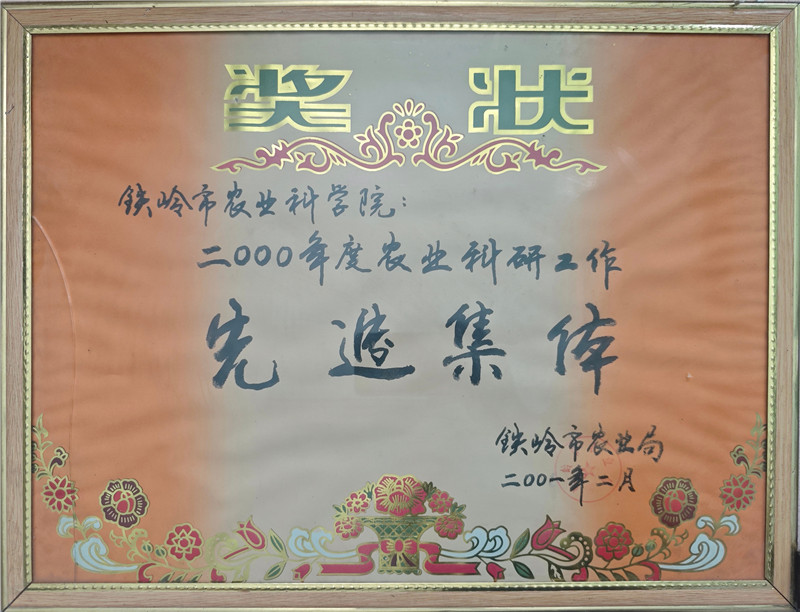 奖状
铁岭市农业科学院:
二000年度农业科研工作
先进集体
铁岭市农业局
二00一年二月